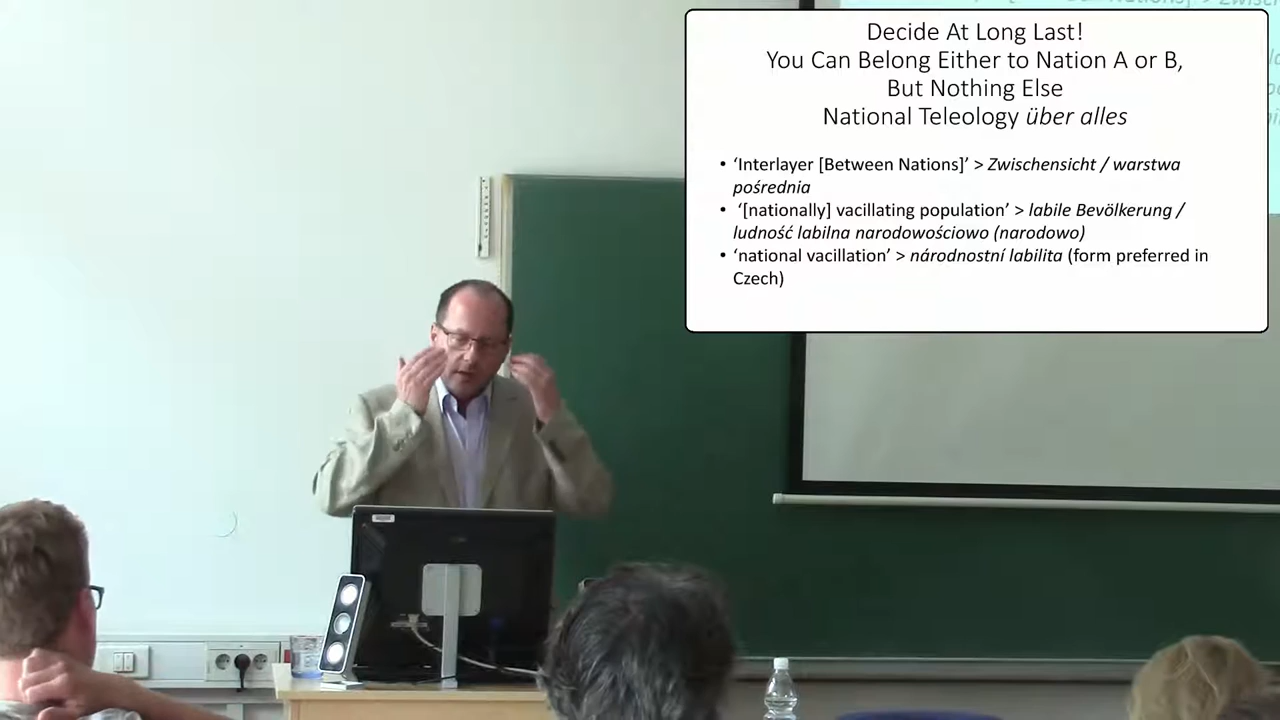 Decide At Long Last!
You Can Belong Either to Nation A or B,
But Nothing Else
National Teleology über alles
• ‘Interlayer [Between Nations]’ > Zwischensicht / warstwa
pośrednia
• ‘[nationally] vacillating population’ > labile Bevölkerung /
ludność labilna narodowościowo (narodowo)
• ‘national vacillation’ > národnostní labilita (form preferred in
Czech)